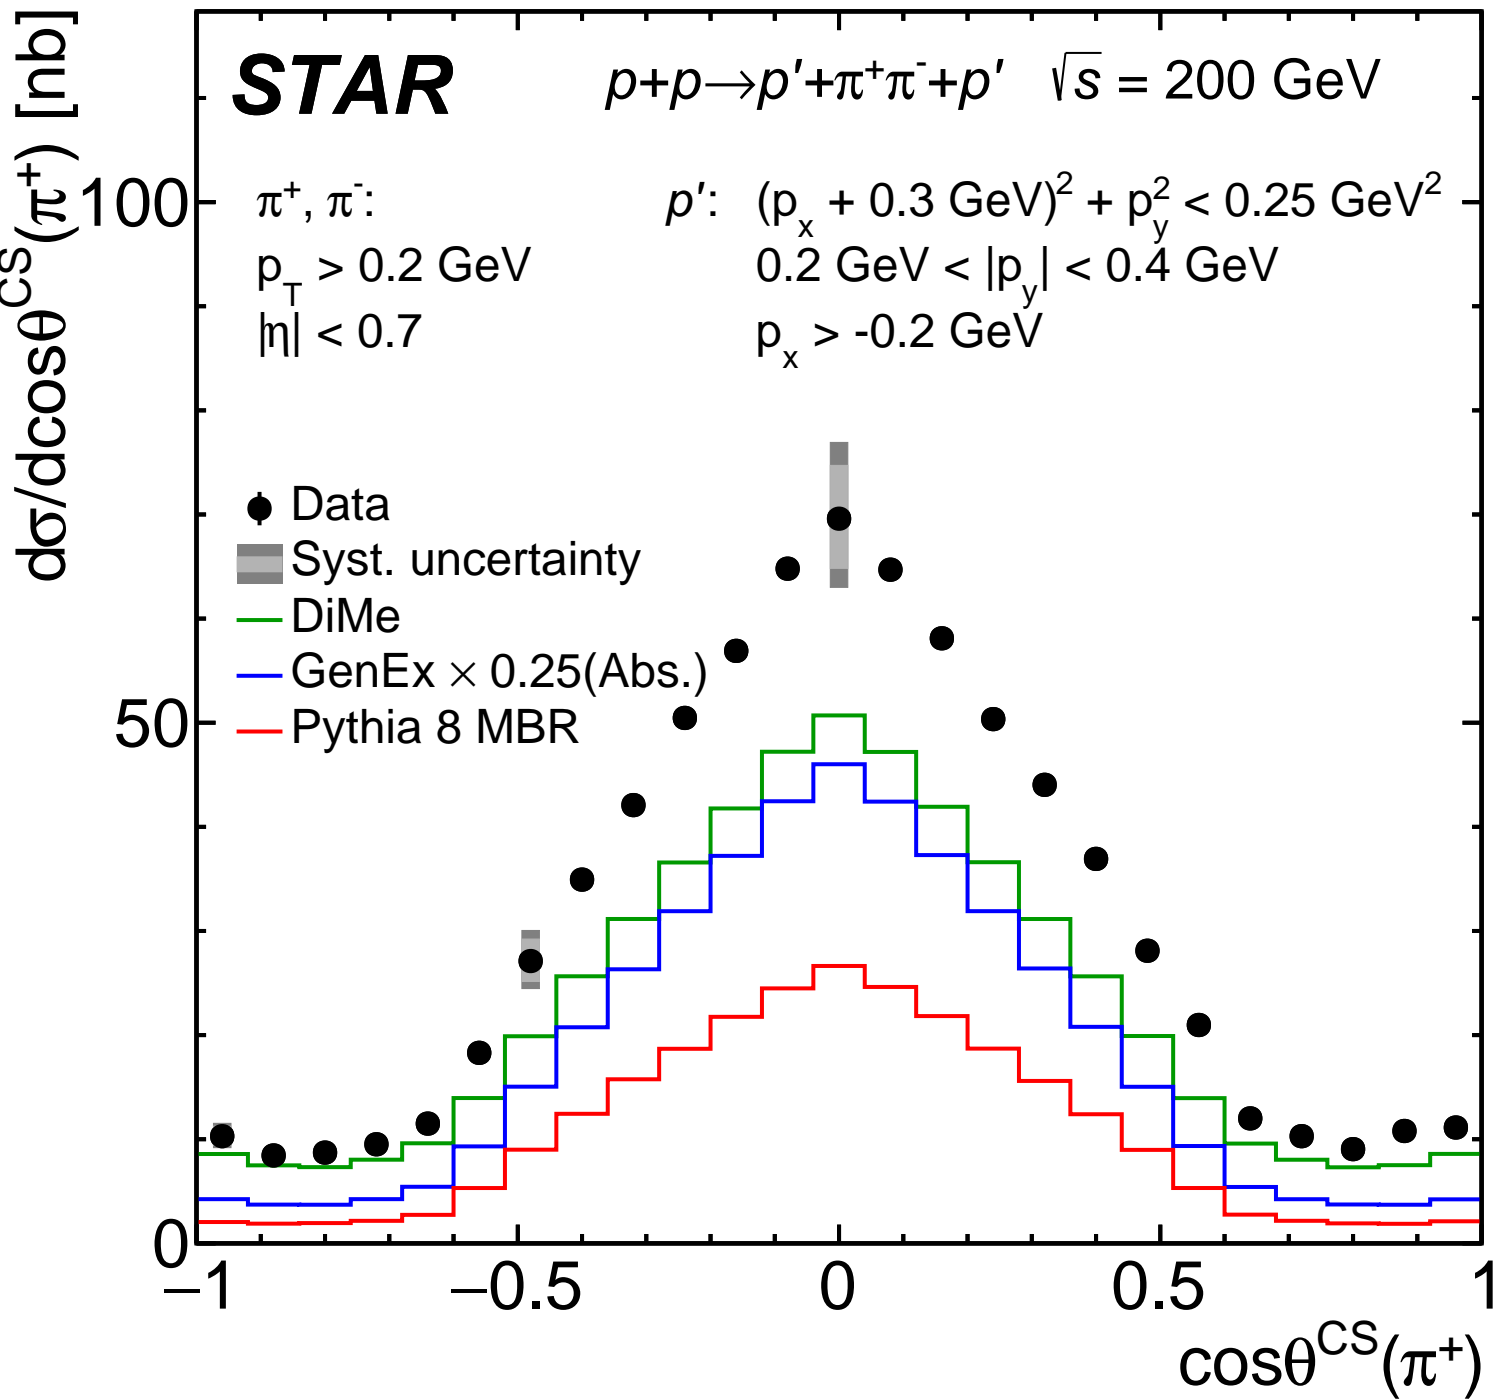 dσ/dcosθ^CS(π⁺) [nb]
STAR p+p→p′+π⁺π⁻+p′ √s = 200 GeV
π⁺, π⁻: p′: (p_x + 0.3 GeV)² + p_y² < 0.25 GeV²
p_T > 0.2 GeV 0.2 GeV < |p_y| < 0.4 GeV
|η| < 0.7 p_x > -0.2 GeV
Data
Syst. uncertainty
DiMe
GenEx × 0.25(Abs.)
Pythia 8 MBR
100
50
0
−1 −0.5 0 0.5 1
cosθ^CS(π⁺)